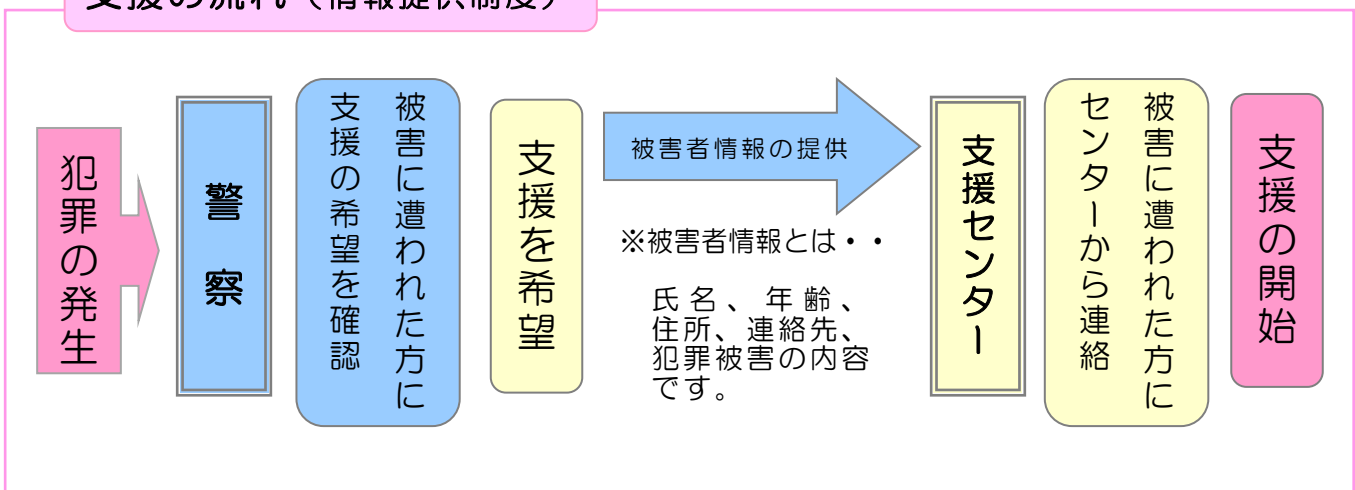 支援の流れ（情報提供制度）
犯罪の発生
警察
被害に遭われた方に
支援の希望を確認
支援を希望
被害者情報の提供
※被害者情報とは・・
氏名、年齢、
住所、連絡先、
犯罪被害の内容
です。
支援センター
被害に遭われた方に
センターから連絡
支援の開始